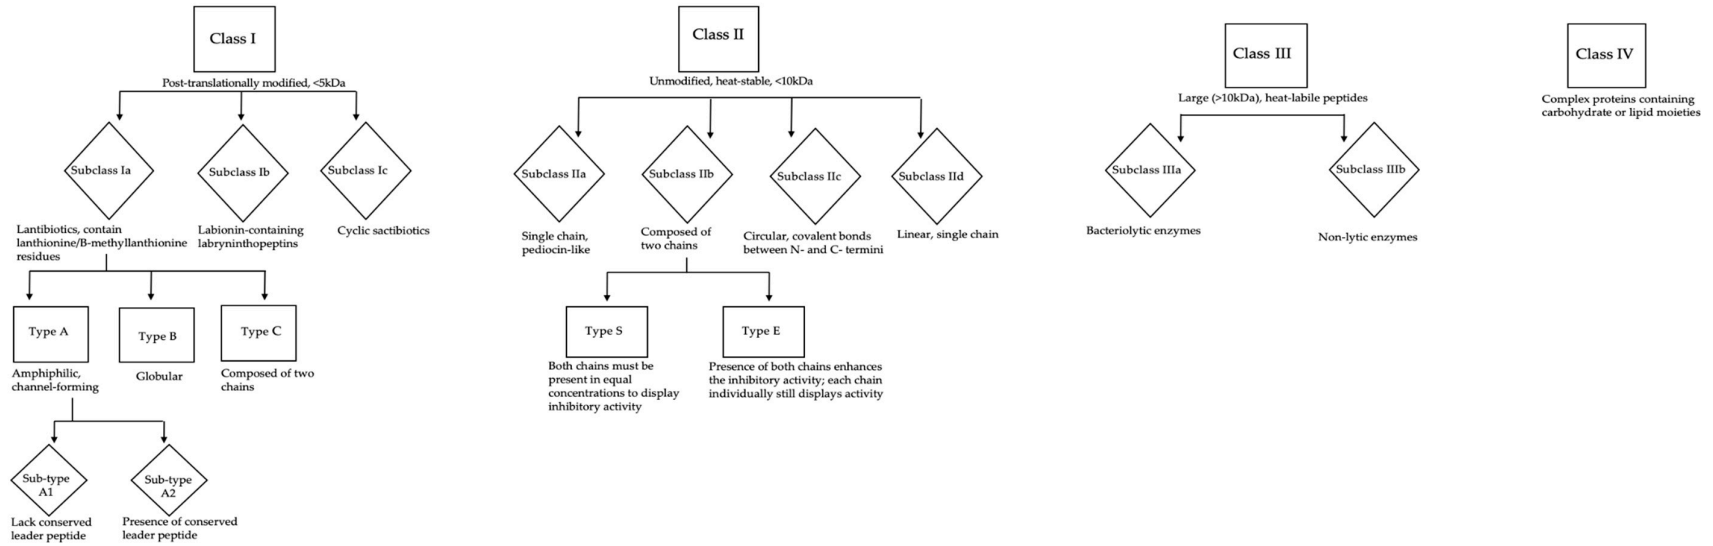 Class I
Post-translationally modified, <5kDa
Subclass Ia
Lantibiotics, contain
lanthionine/B-methyllanthionine
residues
Subclass Ib
Labionin-containing
labryninthopeptins
Subclass Ic
Cyclic sactibiotics
Type A
Amphiphilic,
channel-forming
Type B
Globular
Type C
Composed of two
chains
Sub-type
A1
Lack conserved
leader peptide
Sub-type
A2
Presence of conserved
leader peptide
Class II
Unmodified, heat-stable, <10kDa
Subclass IIa
Single chain,
pediocin-like
Subclass IIb
Composed of
two chains
Subclass IIc
Circular, covalent bonds
between N- and C- termini
Subclass IId
Linear, single chain
Type S
Both chains must be
present in equal
concentrations to display
inhibitory activity
Type E
Presence of both chains enhances
the inhibitory activity; each chain
individually still displays activity
Class III
Large (>10kDa), heat-labile peptides
Subclass IIIa
Bacteriolytic enzymes
Subclass IIIb
Non-lytic enzymes
Class IV
Complex proteins containing
carbohydrate or lipid moieties